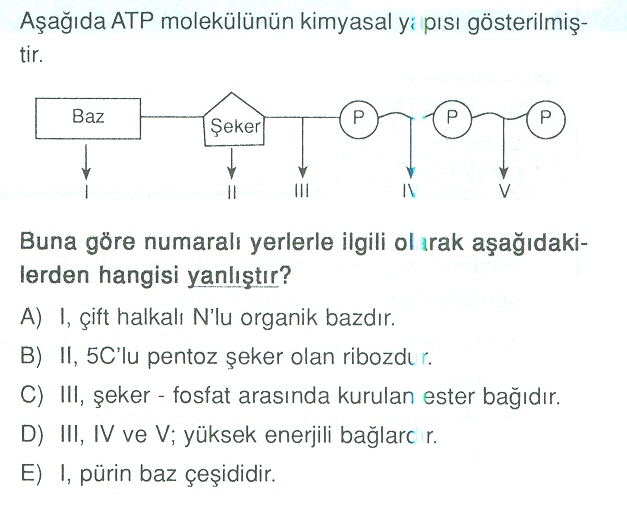 Aşağıda ATP molekülünün kimyasal yapısı gösterilmiş-
tir.
Baz
Şeker
P
P
P
I
II
III
IV
V
Buna göre numaralı yerlerle ilgili olarak aşağıdaki-
lerden hangisi yanlıştır?
A) I, çift halkalı N'lu organik bazdır.
B) II, 5C'lu pentoz şeker olan ribozdur.
C) III, şeker - fosfat arasında kurulan ester bağıdır.
D) III, IV ve V; yüksek enerjili bağlardır.
E) I, pürin baz çeşididir.